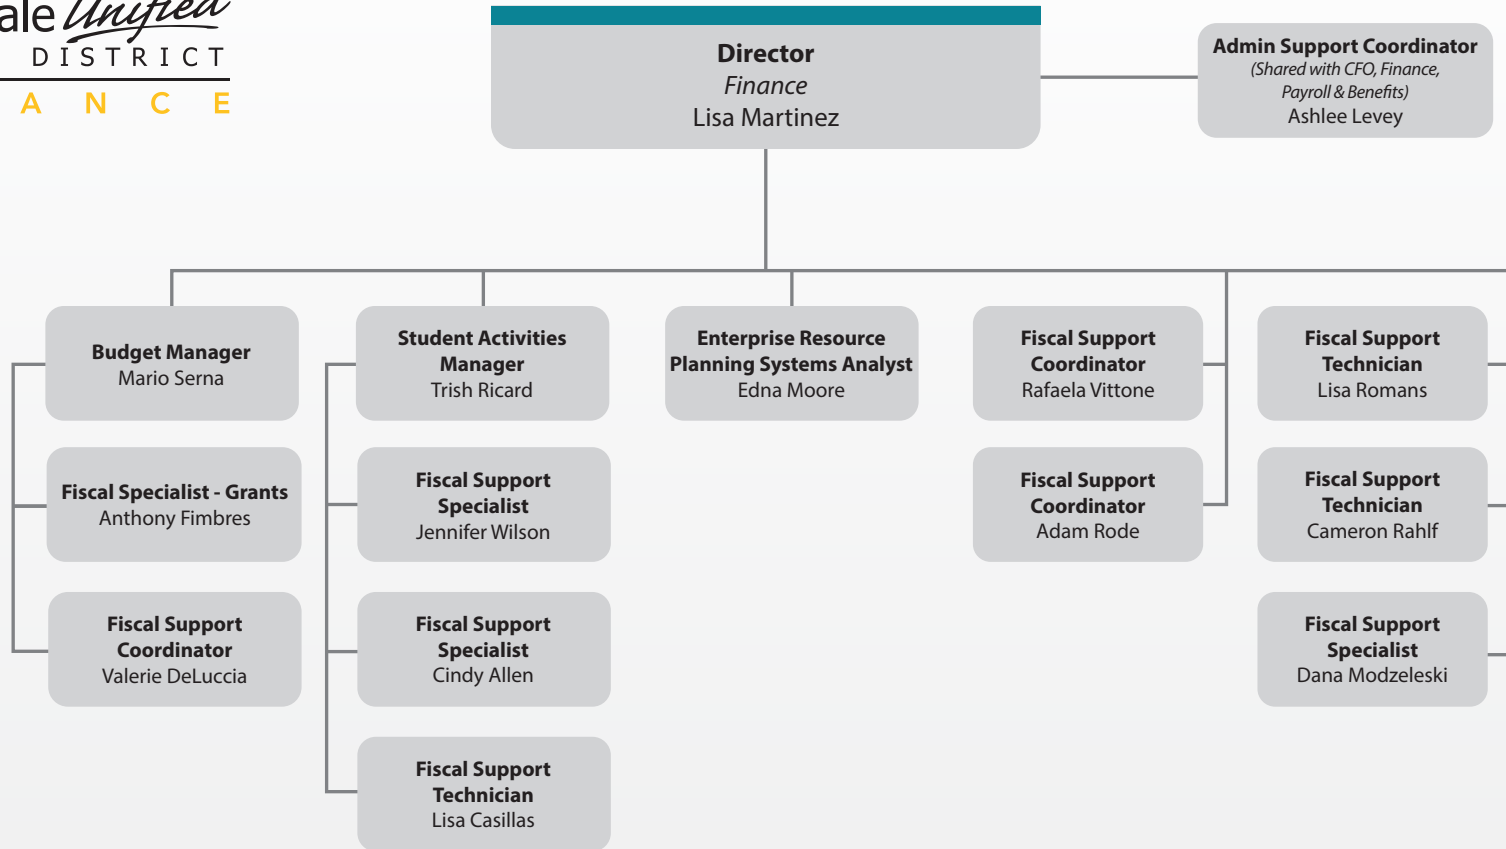 Unified
DISTRICT
A N C E
Director
Finance
Lisa Martinez
Admin Support Coordinator
(Shared with CFO, Finance,
Payroll & Benefits)
Ashlee Levey
Budget Manager
Mario Serna
Fiscal Specialist - Grants
Anthony Fimbres
Fiscal Support
Coordinator
Valerie DeLuccia
Student Activities
Manager
Trish Ricard
Fiscal Support
Specialist
Jennifer Wilson
Fiscal Support
Specialist
Cindy Allen
Fiscal Support
Technician
Lisa Casillas
Enterprise Resource
Planning Systems Analyst
Edna Moore
Fiscal Support
Coordinator
Rafaela Vittone
Fiscal Support
Coordinator
Adam Rode
Fiscal Support
Technician
Lisa Romans
Fiscal Support
Technician
Cameron Rahlf
Fiscal Support
Specialist
Dana Modzeleski